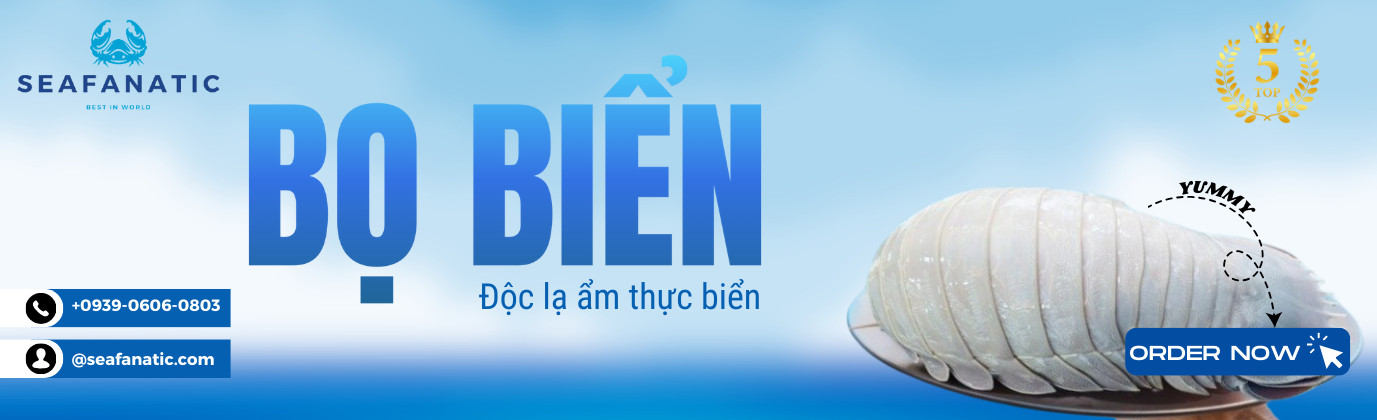 SEAFANATIC
BEST IN WORLD
5
TOP
BỌ BIỂN
Độc lạ ẩm thực biển
YUMMY
+0939-0606-0803
@seafanatic.com
ORDER NOW